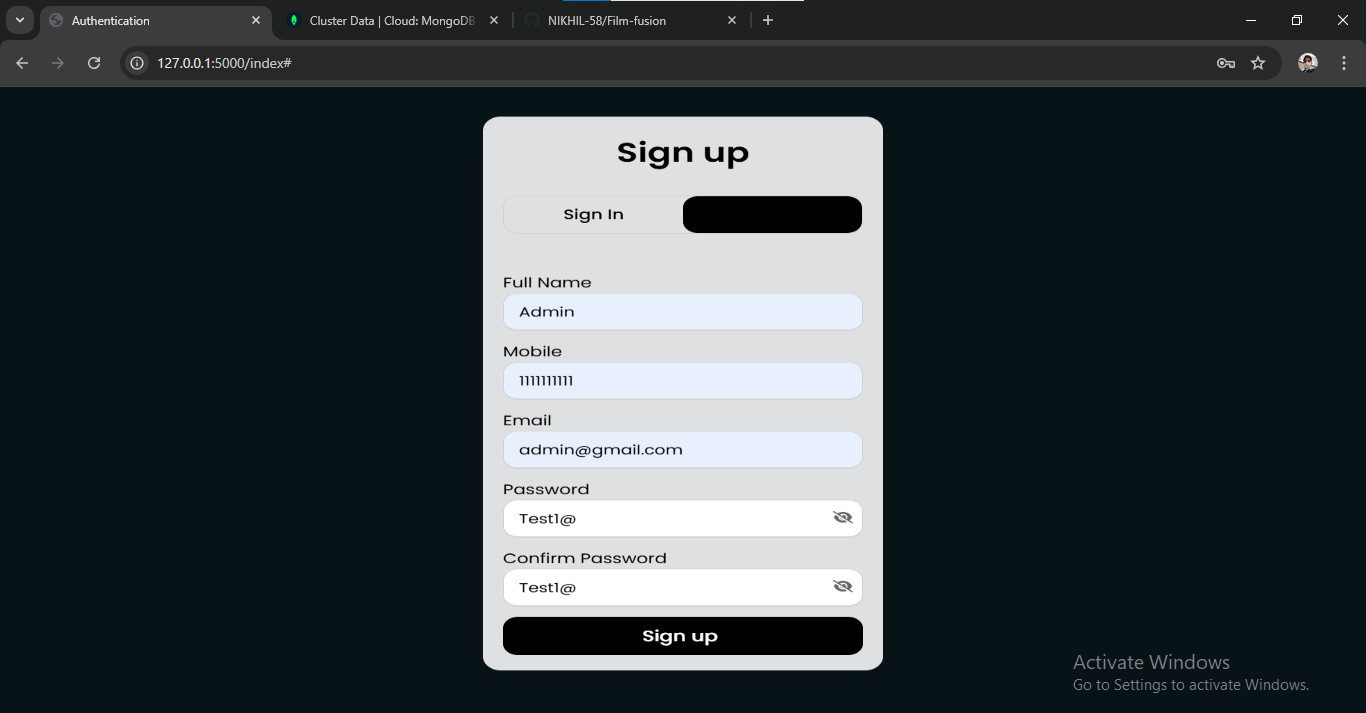 Authentication
Cluster Data | Cloud: MongoDB
NIKHIL-58/Film-fusion
127.0.0.1:5000/index#
Sign up
Sign In
Full Name
Admin
Mobile
1111111111
Email
admin@gmail.com
Password
Test1@
Confirm Password
Test1@
Sign up
Activate Windows
Go to Settings to activate Windows.